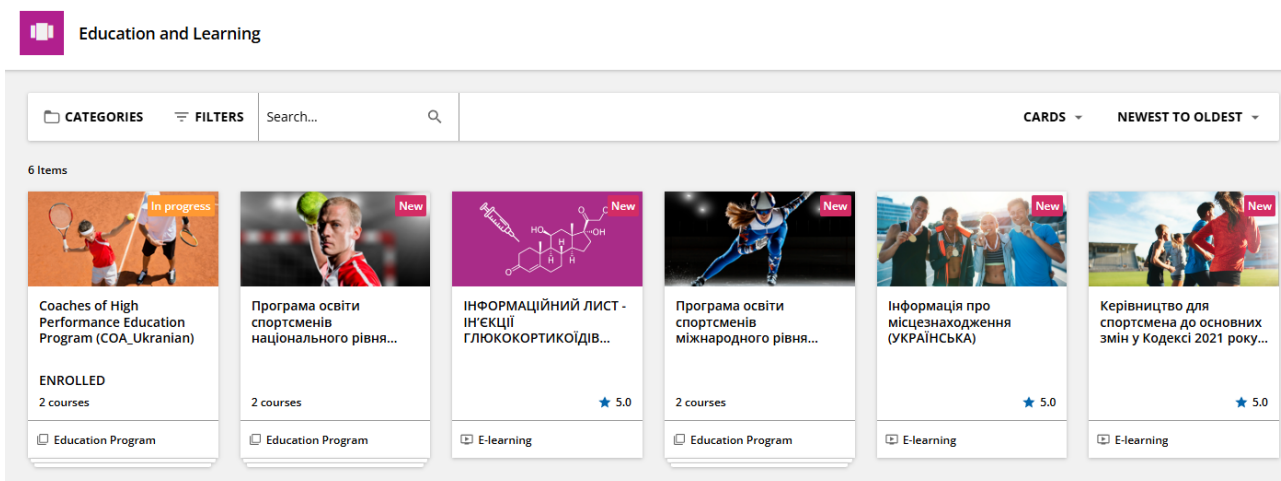 Education and Learning
CATEGORIES
FILTERS
Search...
CARDS
NEWEST TO OLDEST
6 Items
In progress
Coaches of High
Performance Education
Program (COA_Ukranian)
ENROLLED
2 courses
Education Program
New
Програма освіти
спортсменів
національного рівня...
2 courses
Education Program
New
HO
O
OH
H
H
H
O
ІНФОРМАЦІЙНИЙ ЛИСТ -
ІН'ЄКЦІЇ
ГЛЮКОКОРТИКОЇДІВ...
5.0
E-learning
New
Програма освіти
спортсменів
міжнародного рівня...
2 courses
Education Program
New
Інформація про
місцезнаходження
(УКРАЇНСЬКА)
5.0
E-learning
New
Керівництво для
спортсмена до основних
змін у Кодексі 2021 року...
5.0
E-learning